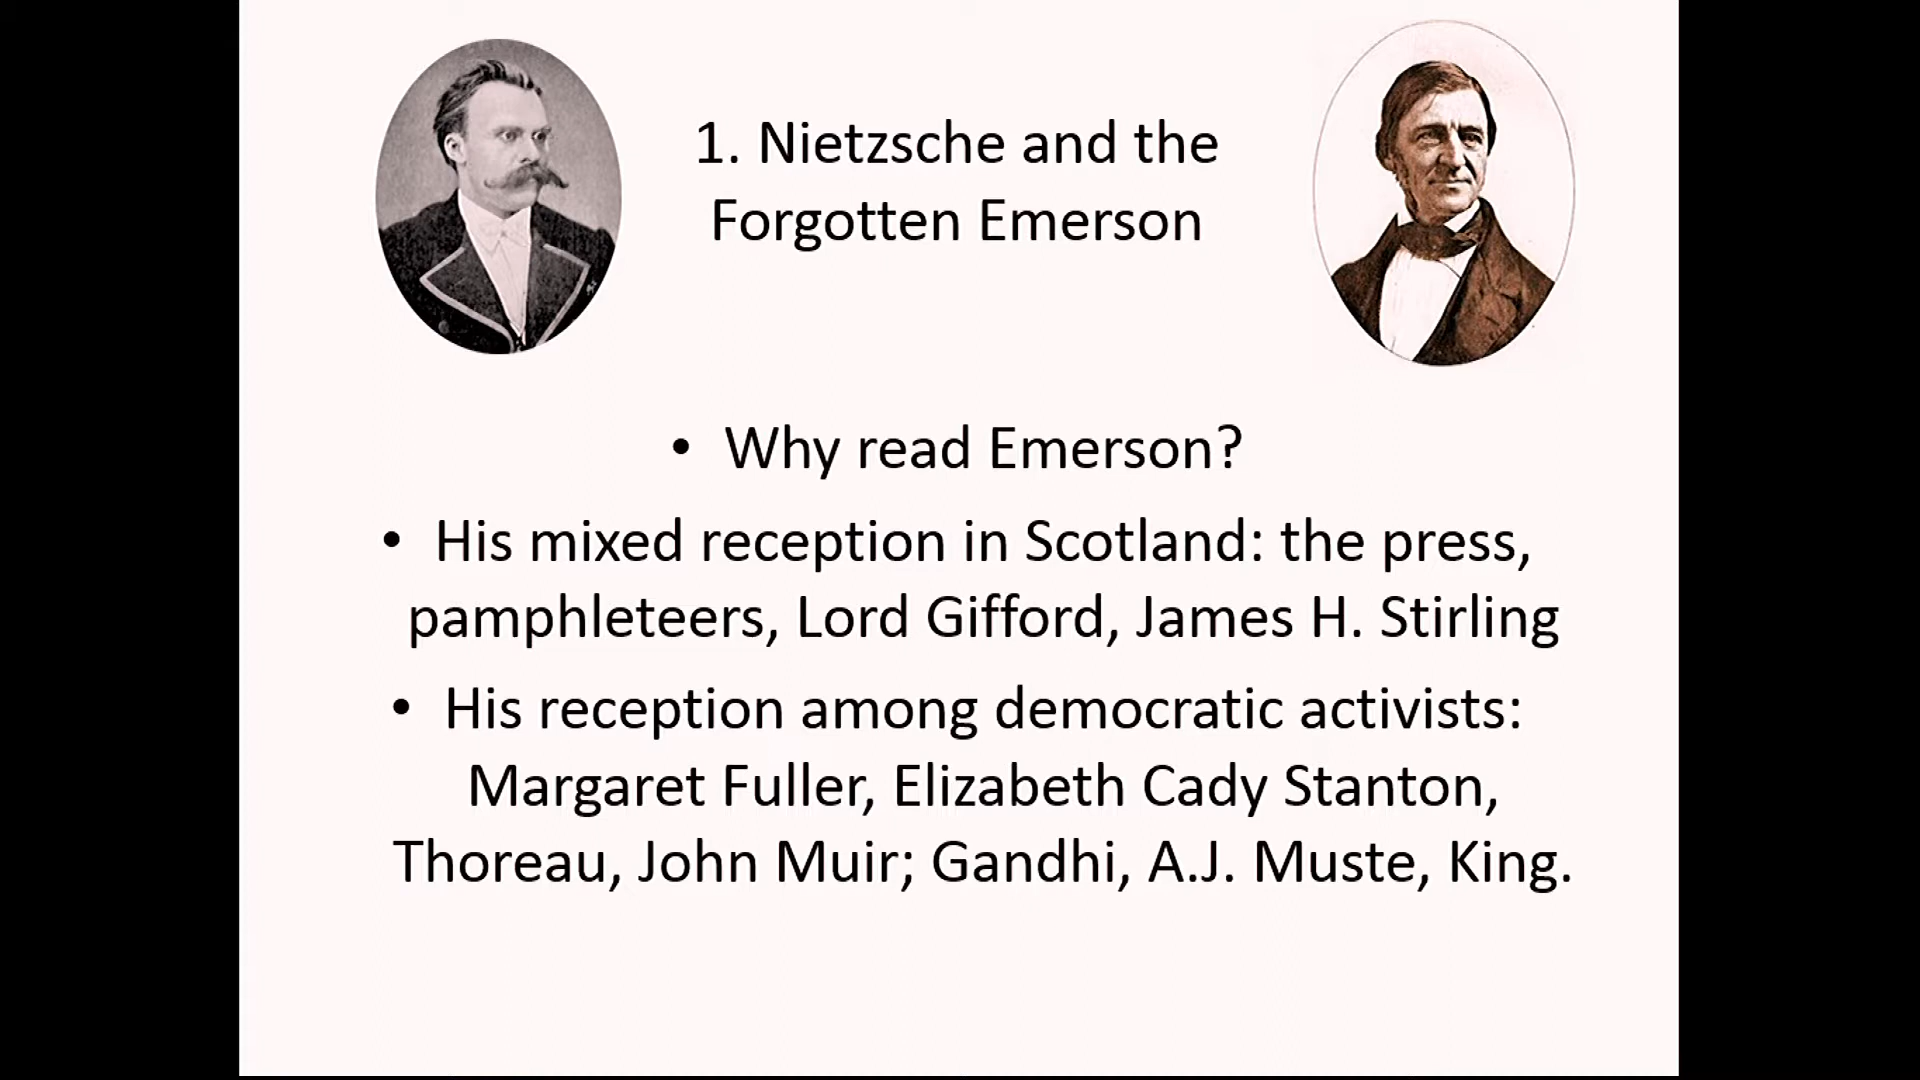 1. Nietzsche and the
Forgotten Emerson
• Why read Emerson?
• His mixed reception in Scotland: the press,
pamphleteers, Lord Gifford, James H. Stirling
• His reception among democratic activists:
Margaret Fuller, Elizabeth Cady Stanton,
Thoreau, John Muir; Gandhi, A.J. Muste, King.